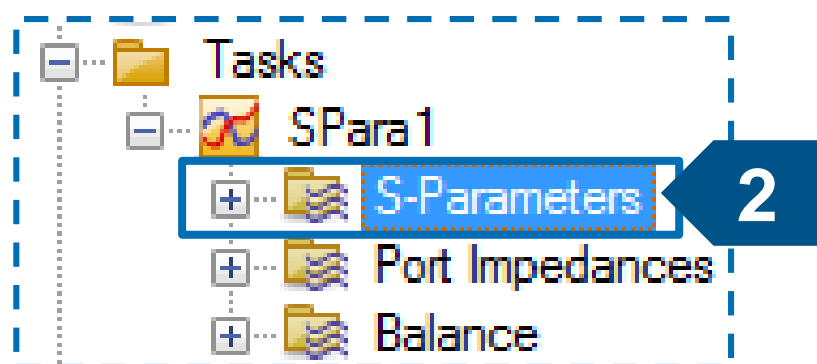 Tasks
SPara1
S-Parameters 2
Port Impedances
Balance